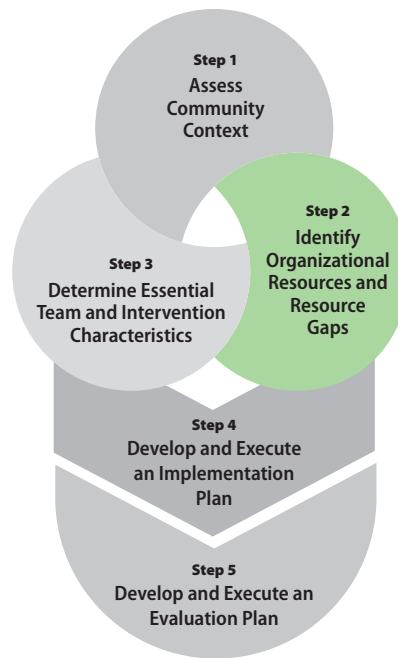 Step 1
Assess
Community
Context
Step 2
Identify
Organizational
Resources and
Resource
Gaps
Step 3
Determine Essential
Team and Intervention
Characteristics
Step 4
Develop and Execute
an Implementation
Plan
Step 5
Develop and Execute an
Evaluation Plan